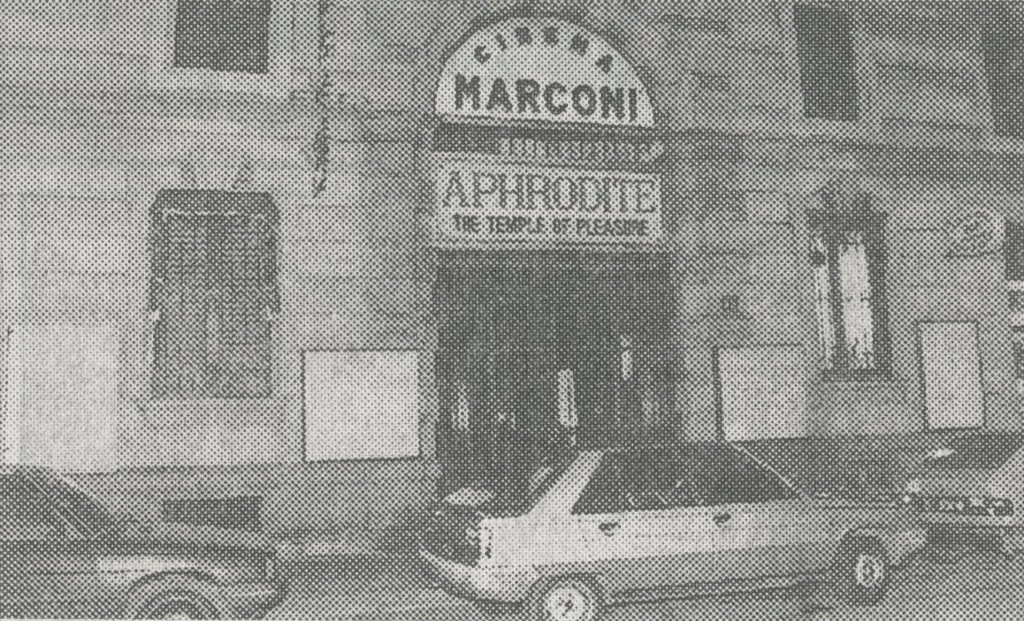 CINEMA
MARCONI
APHRODITE
THE TEMPLE OF PLEASURE